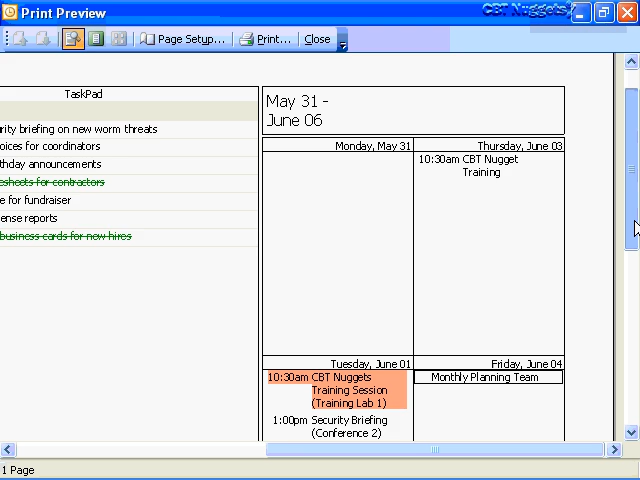 Print Preview
CBT Nuggets
Page Setup...
Print...
Close
TaskPad
rity briefing on new worm threats
oices for coordinators
thday announcements
esheets for contractors
e for fundraiser
ense reports
business cards for new hires
May 31 -
June 06
Monday, May 31
Thursday, June 03
10:30am CBT Nugget
Training
Tuesday, June 01
Friday, June 04
10:30am CBT Nuggets
Training Session
(Training Lab 1)
Monthly Planning Team
1:00pm Security Briefing
(Conference 2)
1 Page